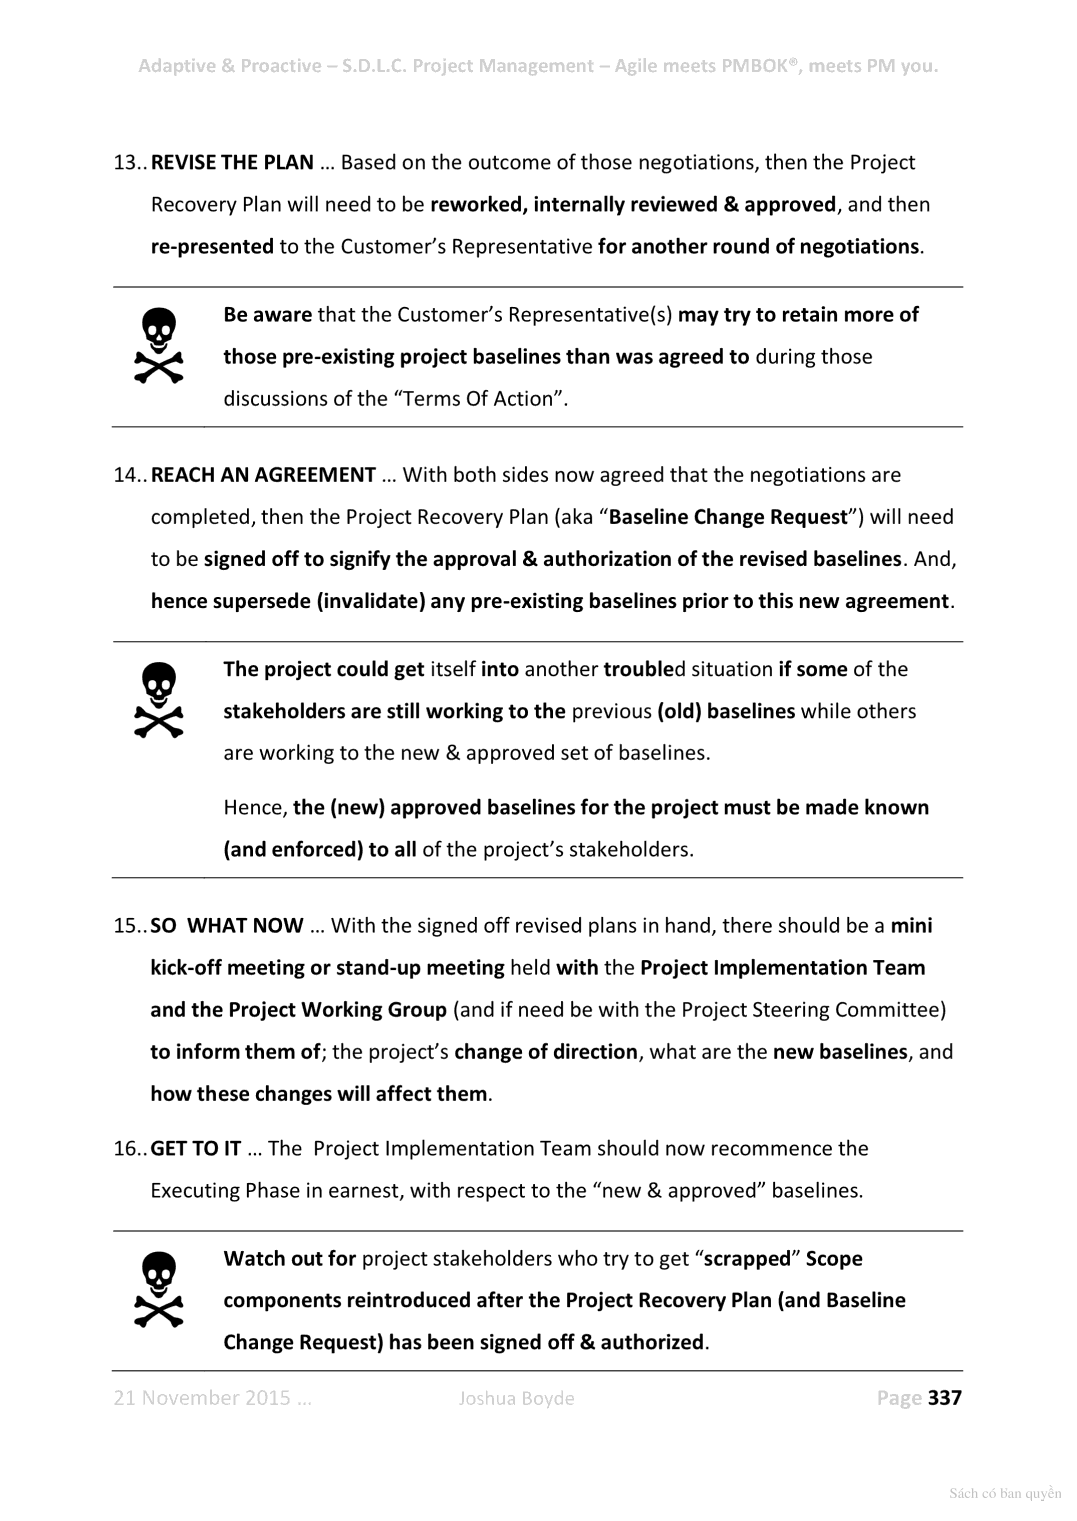 Adaptive & Proactive – S.D.L.C. Project Management – Agile meets PMBOK®, meets PM you.
13.. REVISE THE PLAN … Based on the outcome of those negotiations, then the Project
Recovery Plan will need to be reworked, internally reviewed & approved, and then
re-presented to the Customer’s Representative for another round of negotiations.
Be aware that the Customer’s Representative(s) may try to retain more of
those pre-existing project baselines than was agreed to during those
discussions of the “Terms Of Action”.
14.. REACH AN AGREEMENT … With both sides now agreed that the negotiations are
completed, then the Project Recovery Plan (aka “Baseline Change Request”) will need
to be signed off to signify the approval & authorization of the revised baselines. And,
hence supersede (invalidate) any pre-existing baselines prior to this new agreement.
The project could get itself into another troubled situation if some of the
stakeholders are still working to the previous (old) baselines while others
are working to the new & approved set of baselines.
Hence, the (new) approved baselines for the project must be made known
(and enforced) to all of the project’s stakeholders.
15.. SO  WHAT NOW … With the signed off revised plans in hand, there should be a mini
kick-off meeting or stand-up meeting held with the Project Implementation Team
and the Project Working Group (and if need be with the Project Steering Committee)
to inform them of; the project’s change of direction, what are the new baselines, and
how these changes will affect them.
16.. GET TO IT … The  Project Implementation Team should now recommence the
Executing Phase in earnest, with respect to the “new & approved” baselines.
Watch out for project stakeholders who try to get “scrapped” Scope
components reintroduced after the Project Recovery Plan (and Baseline
Change Request) has been signed off & authorized.
21 November 2015 … Joshua Boyde Page 337
Sách có bản quyền